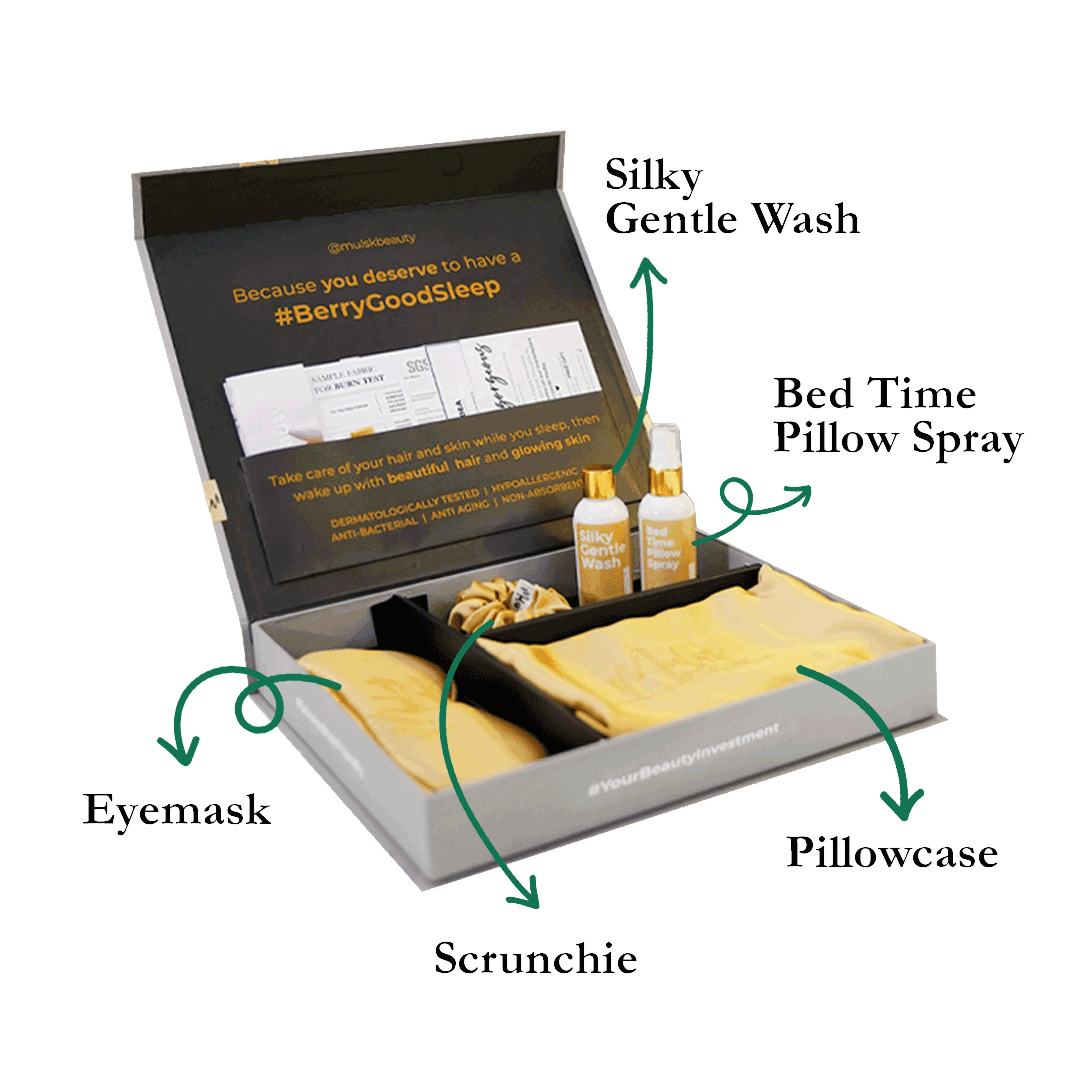 Silky
Gentle Wash
@mulskbeauty
Because you deserve to have a
#BerryGoodSleep
Bed Time
Pillow Spray
SAMPLE FABRIC
FOR BURN TEST
SGS
gorgeous
Take care of your hair and skin while you sleep, then
wake up with beautiful hair and glowing skin
DERMATOLOGICALLY TESTED | HYPOALLERGENIC
ANTI-BACTERIAL | ANTI AGING | NON-ABSORBENT
Silky
Gentle
Wash
Bed
Time
Pillow
Spray
#YourBeautyInvestment
Eyemask
Pillowcase
Scrunchie